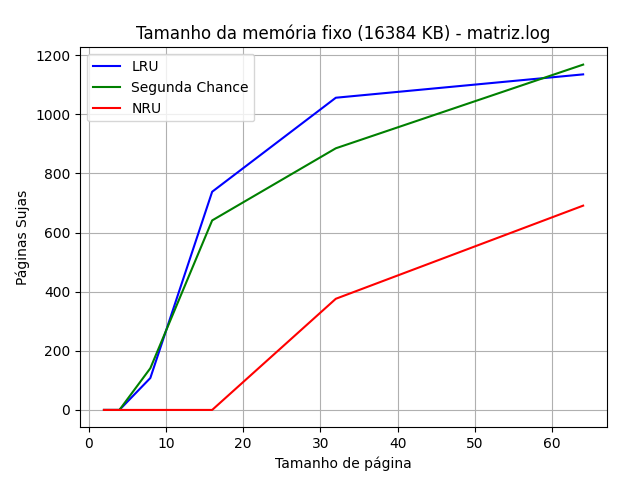 Tamanho da memória fixo (16384 KB) - matriz.log
LRU
Segunda Chance
NRU
Páginas Sujas
1200
1000
800
600
400
200
0
0 10 20 30 40 50 60
Tamanho de página